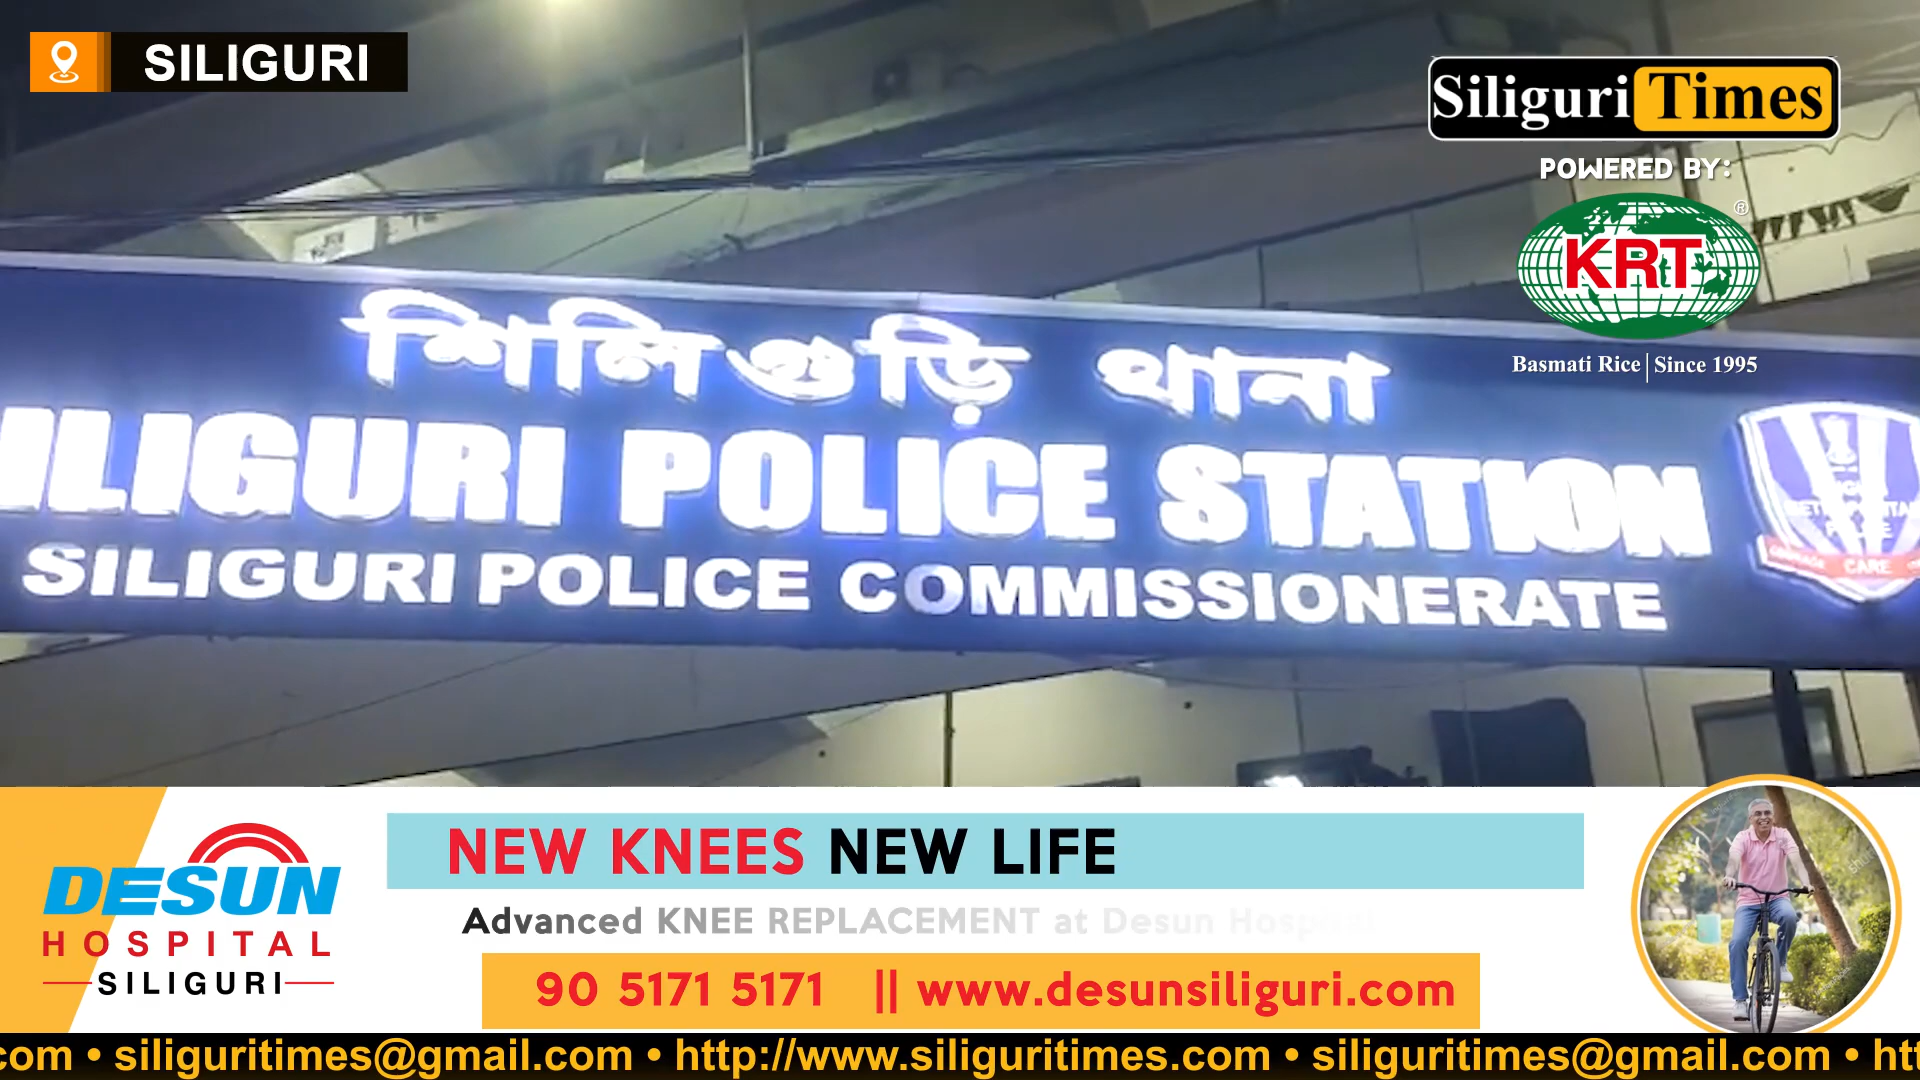 SILIGURI
Siliguri Times
POWERED BY:
KRT
®
Basmati Rice | Since 1995
শিলিগুড়ি থানা
ILIGURI POLICE STATION
SILIGURI POLICE COMMISSIONERATE
CARE
DESUN
HOSPITAL
SILIGURI
NEW KNEES NEW LIFE
Advanced KNEE REPLACEMENT at Desun Hospital
90 5171 5171 || www.desunsiliguri.com
com • siliguritimes@gmail.com • http://www.siliguritimes.com • siliguritimes@gmail.com • htt